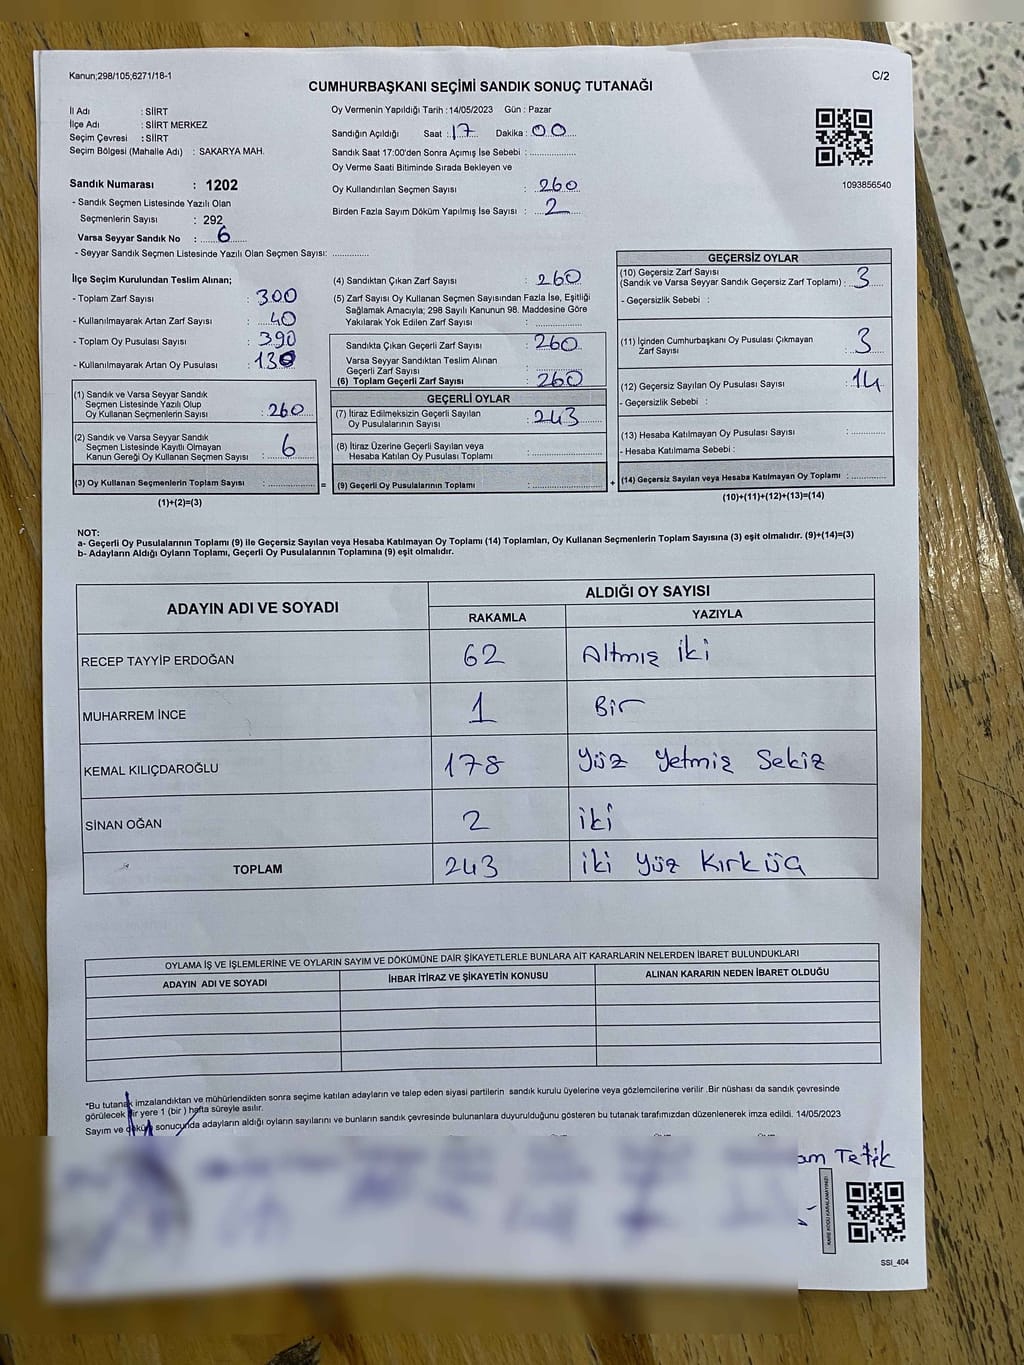 Kanun;298/105,6271/18-1
C/2
CUMHURBAŞKANI SEÇİMİ SANDIK SONUÇ TUTANAĞI
İl Adı : SİİRT
İlçe Adı : SİİRT MERKEZ
Seçim Çevresi : SİİRT
Seçim Bölgesi (Mahalle Adı) : SAKARYA MAH.
Sandık Numarası : 1202
- Sandık Seçmen Listesinde Yazılı Olan
Seçmenlerin Sayısı : 292
Varsa Seyyar Sandık No : 6
- Seyyar Sandık Seçmen Listesinde Yazılı Olan Seçmen Sayısı: ................
Oy Vermenin Yapıldığı Tarih : 14/05/2023 Gün : Pazar
Sandığın Açıldığı Saat : 17 Dakika : 00
Sandık Saat 17:00'den Sonra Açımış İse Sebebi : ................
Oy Verme Saati Bitiminde Sırada Bekleyen ve
Oy Kullandırılan Seçmen Sayısı : 260
Birden Fazla Sayım Döküm Yapılmış İse Sayısı : 2
1093856540
İlçe Seçim Kurulundan Teslim Alınan;
- Toplam Zarf Sayısı : 300
- Kullanılmayarak Artan Zarf Sayısı : 40
- Toplam Oy Pusulası Sayısı : 390
- Kullanılmayarak Artan Oy Pusulası : 130
(1) Sandık ve Varsa Seyyar Sandık
Seçmen Listesinde Yazılı Olup
Oy Kullanan Seçmenlerin Sayısı : 260
(2) Sandık ve Varsa Seyyar Sandık
Seçmen Listesinde Kayıtlı Olmayan
Kanun Gereği Oy Kullanan Seçmen Sayısı : 6
(3) Oy Kullanan Seçmenlerin Toplam Sayısı : ................ =
(1)+(2)=(3)
(4) Sandıktan Çıkan Zarf Sayısı : 260
(5) Zarf Sayısı Oy Kullanan Seçmen Sayısından Fazla İse, Eşitliği
Sağlamak Amacıyla; 298 Sayılı Kanunun 98. Maddesine Göre
Yakılarak Yok Edilen Zarf Sayısı : ................
Sandıkta Çıkan Geçerli Zarf Sayısı : 260
Varsa Seyyar Sandıktan Teslim Alınan
Geçerli Zarf Sayısı : ................
(6) Toplam Geçerli Zarf Sayısı : 260
GEÇERLİ OYLAR
(7) İtiraz Edilmeksizin Geçerli Sayılan
Oy Pusulalarının Sayısı : 243
(8) İtiraz Üzerine Geçerli Sayılan veya
Hesaba Katılan Oy Pusulası Toplamı : ................
(9) Geçerli Oy Pusulalarının Toplamı : ................ +
GEÇERSİZ OYLAR
(10) Geçersiz Zarf Sayısı
(Sandık ve Varsa Seyyar Sandık Geçersiz Zarf Toplamı) : 3
- Geçersizlik Sebebi :
(11) İçinden Cumhurbaşkanı Oy Pusulası Çıkmayan
Zarf Sayısı : 3
(12) Geçersiz Sayılan Oy Pusulası Sayısı : 14
- Geçersizlik Sebebi :
(13) Hesaba Katılmayan Oy Pusulası Sayısı : ................
- Hesaba Katılmama Sebebi :
(14) Geçersiz Sayılan veya Hesaba Katılmayan Oy Toplamı : ................
(10)+(11)+(12)+(13)=(14)
NOT:
a- Geçerli Oy Pusulalarının Toplamı (9) ile Geçersiz Sayılan veya Hesaba Katılmayan Oy Toplamı (14) Toplamları, Oy Kullanan Seçmenlerin Toplam Sayısına (3) eşit olmalıdır. (9)+(14)=(3)
b- Adayların Aldığı Oyların Toplamı, Geçerli Oy Pusulalarının Toplamına (9) eşit olmalıdır.
ADAYIN ADI VE SOYADI ALDIĞI OY SAYISI
RAKAMLA YAZIYLA
RECEP TAYYİP ERDOĞAN 62 Altmış iki
MUHARREM İNCE 1 Bir
KEMAL KILIÇDAROĞLU 178 Yüz Yetmiş Sekiz
SİNAN OĞAN 2 iki
TOPLAM 243 iki Yüz Kırk üç
OYLAMA İŞ VE İŞLEMLERİNE VE OYLARIN SAYIM VE DÖKÜMÜNE DAİR ŞİKAYETLERLE BUNLARA AİT KARARLARIN NELERDEN İBARET BULUNDUKLARI
ADAYIN ADI VE SOYADI İHBAR İTİRAZ VE ŞİKAYETİN KONUSU ALINAN KARARIN NEDEN İBARET OLDUĞU
*Bu tutanak imzalandıktan ve mühürlendikten sonra seçime katılan adayların ve talep eden siyasi partilerin sandık kurulu üyelerine veya gözlemcilerine verilir .Bir nüshası da sandık çevresinde
görülecek bir yere 1 (bir ) hafta süreyle asılır.
Sayım ve döküm sonucunda adayların aldığı oyların sayılarını ve bunların sandık çevresinde bulunanlara duyurulduğunu gösteren bu tutanak tarafımızdan düzenlenerek imza edildi. 14/05/2023
am Tetik
KARE KODU KARALAMAYINIZ!
SSI_404